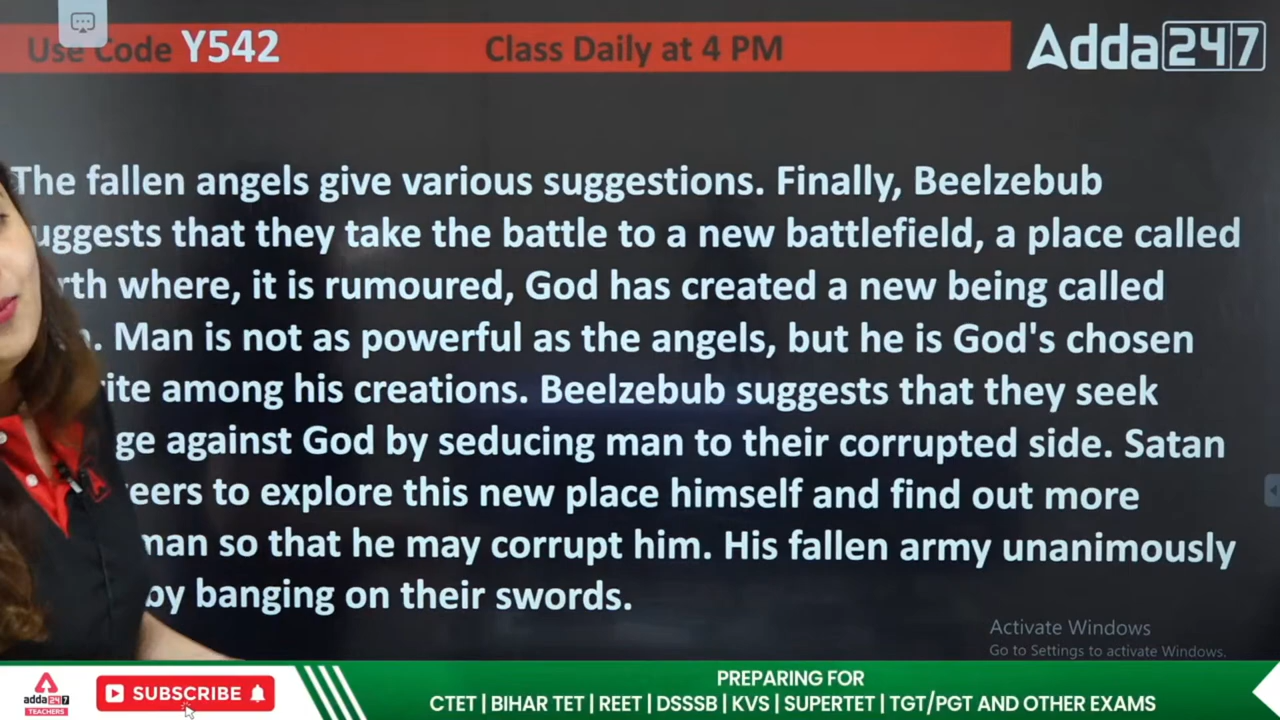 Use Code Y542
Class Daily at 4 PM
Adda247
The fallen angels give various suggestions. Finally, Beelzebub
uggests that they take the battle to a new battlefield, a place called
rth where, it is rumoured, God has created a new being called
. Man is not as powerful as the angels, but he is God's chosen
rite among his creations. Beelzebub suggests that they seek
ge against God by seducing man to their corrupted side. Satan
eers to explore this new place himself and find out more
man so that he may corrupt him. His fallen army unanimously
by banging on their swords.
Activate Windows
Go to Settings to activate Windows.
adda247
TEACHERS
SUBSCRIBE
PREPARING FOR
CTET | BIHAR TET | REET | DSSSB | KVS | SUPERTET | TGT/PGT AND OTHER EXAMS